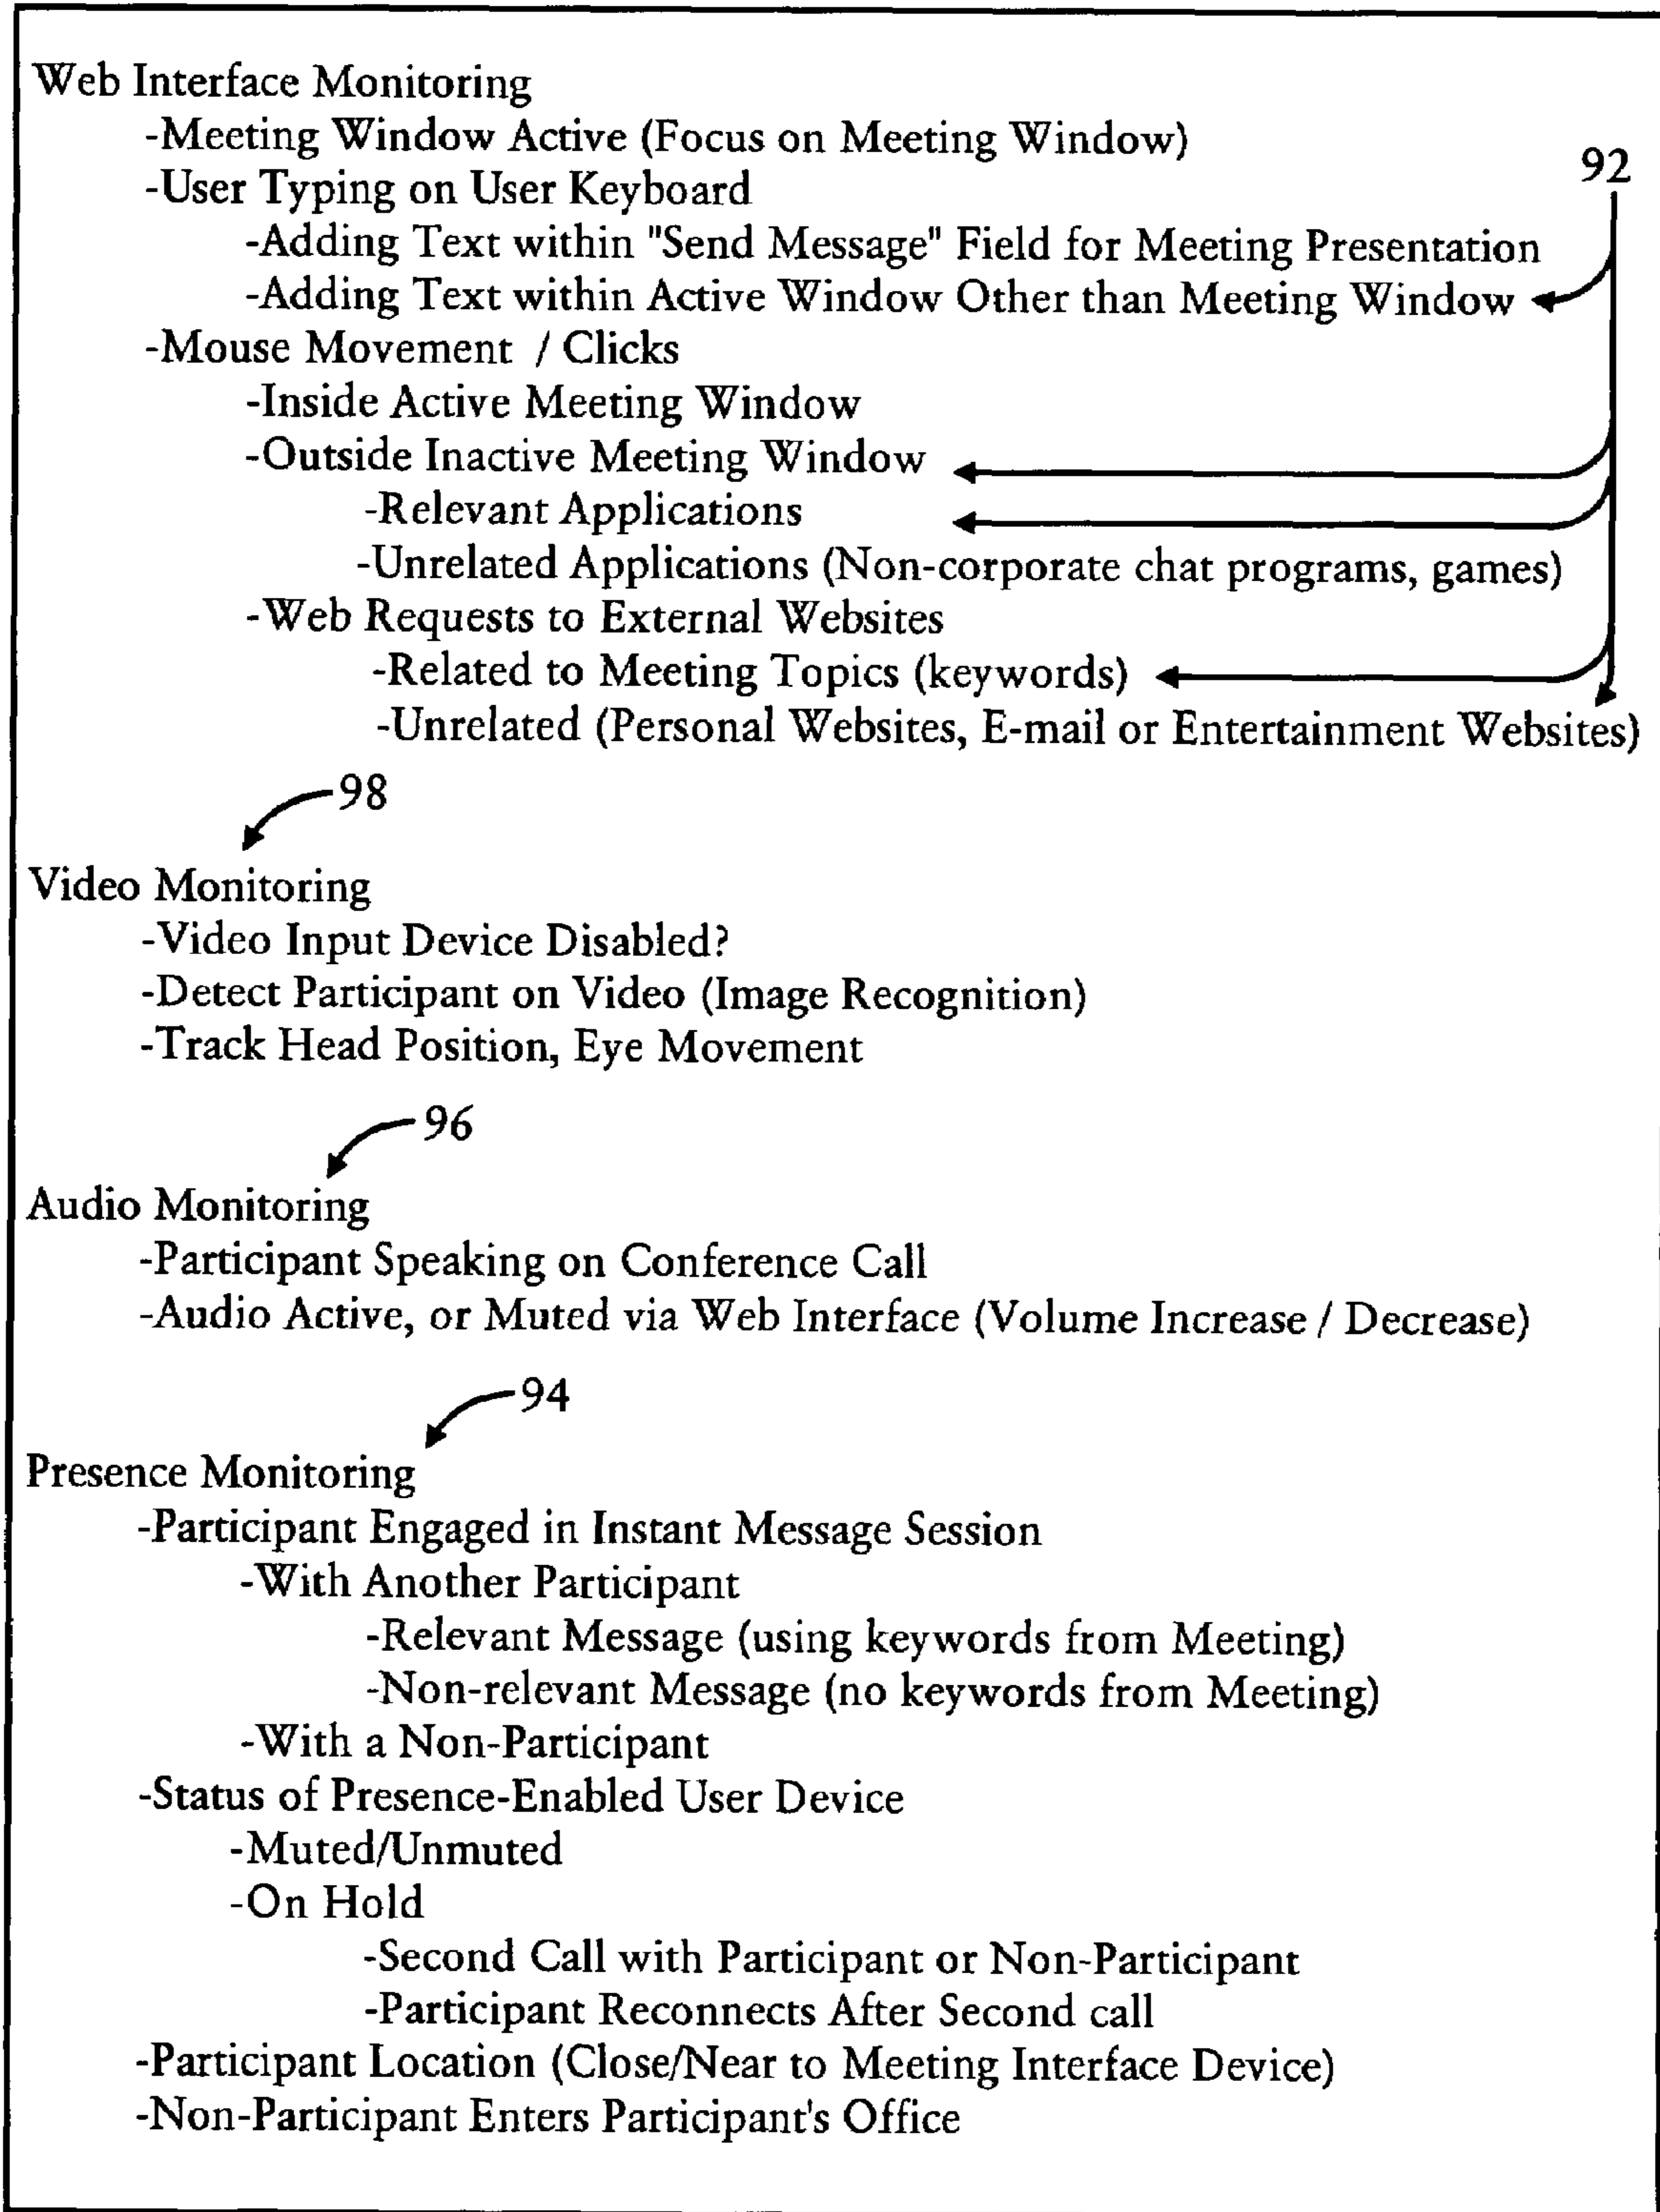 Web Interface Monitoring
-Meeting Window Active (Focus on Meeting Window)
92
-User Typing on User Keyboard
-Adding Text within "Send Message" Field for Meeting Presentation
-Adding Text within Active Window Other than Meeting Window
-Mouse Movement / Clicks
-Inside Active Meeting Window
-Outside Inactive Meeting Window
-Relevant Applications
-Unrelated Applications (Non-corporate chat programs, games)
-Web Requests to External Websites
-Related to Meeting Topics (keywords)
-Unrelated (Personal Websites, E-mail or Entertainment Websites)
98
Video Monitoring
-Video Input Device Disabled?
-Detect Participant on Video (Image Recognition)
-Track Head Position, Eye Movement
96
Audio Monitoring
-Participant Speaking on Conference Call
-Audio Active, or Muted via Web Interface (Volume Increase / Decrease)
94
Presence Monitoring
-Participant Engaged in Instant Message Session
-With Another Participant
-Relevant Message (using keywords from Meeting)
-Non-relevant Message (no keywords from Meeting)
-With a Non-Participant
-Status of Presence-Enabled User Device
-Muted/Unmuted
-On Hold
-Second Call with Participant or Non-Participant
-Participant Reconnects After Second call
-Participant Location (Close/Near to Meeting Interface Device)
-Non-Participant Enters Participant's Office